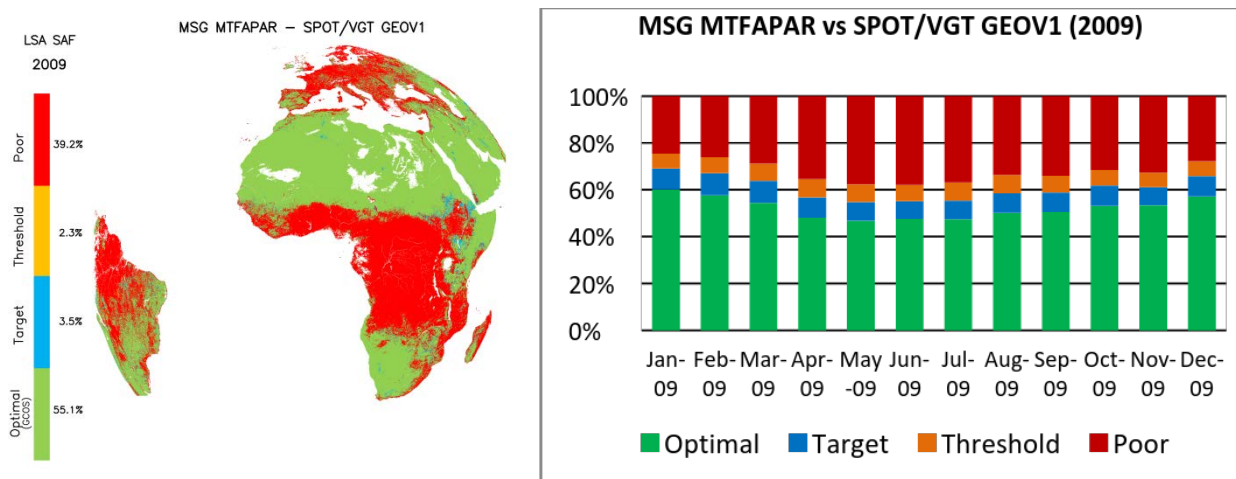 MSG MTFAPAR – SPOT/VGT GEOV1
LSA SAF
2009
Poor
39.2%
Threshold
2.3%
Target
3.5%
Optimal
(GCOS)
55.1%
MSG MTFAPAR vs SPOT/VGT GEOV1 (2009)
100%
80%
60%
40%
20%
0%
Jan- Feb- Mar- Apr- May Jun- Jul- Aug- Sep- Oct- Nov- Dec-
09 09 09 09 -09 09 09 09 09 09 09 09
Optimal Target Threshold Poor